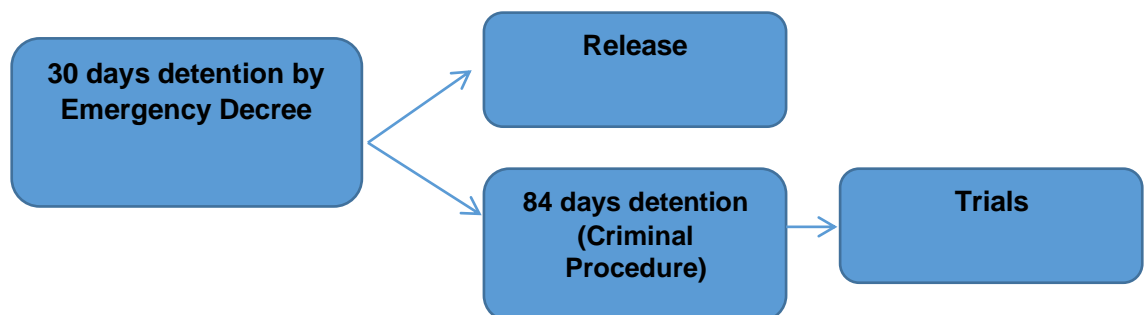 30 days detention by
Emergency Decree
Release
84 days detention
(Criminal
Procedure)
Trials